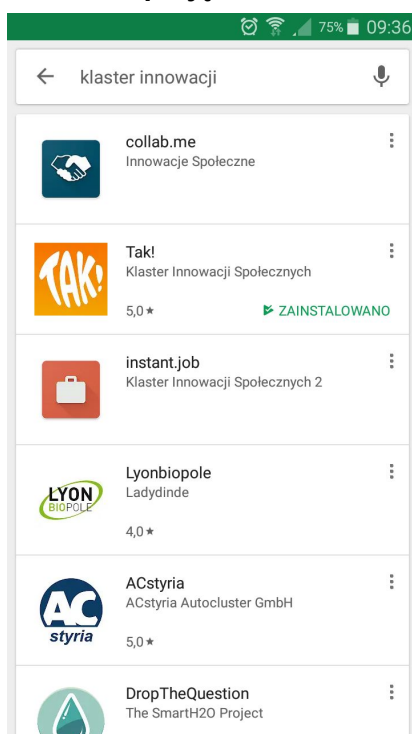 75% 09:36
klaster innowacji
collab.me
Innowacje Społeczne
TAK!
Tak!
Klaster Innowacji Społecznych
5,0 ★
ZAINSTALOWANO
instant.job
Klaster Innowacji Społecznych 2
LYON
BIOPOLE
Lyonbiopole
Ladydinde
4,0 ★
AC
styria
ACstyria
ACstyria Autocluster GmbH
5,0 ★
DropTheQuestion
The SmartH2O Project